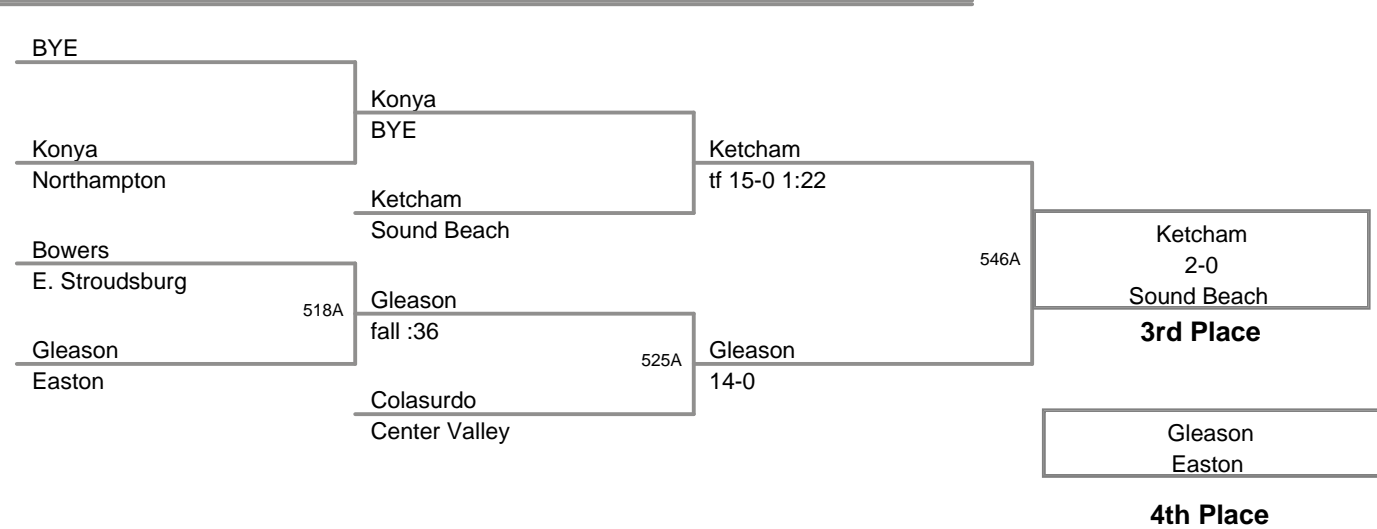 BYE
Konya
BYE
Konya
Northampton
Ketcham
tf 15-0 1:22
Ketcham
Sound Beach
Bowers
E. Stroudsburg
518A
Gleason
fall :36
Gleason
Easton
525A
Gleason
14-0
Colasurdo
Center Valley
546A
Ketcham
2-0
Sound Beach
3rd Place
Gleason
Easton
4th Place